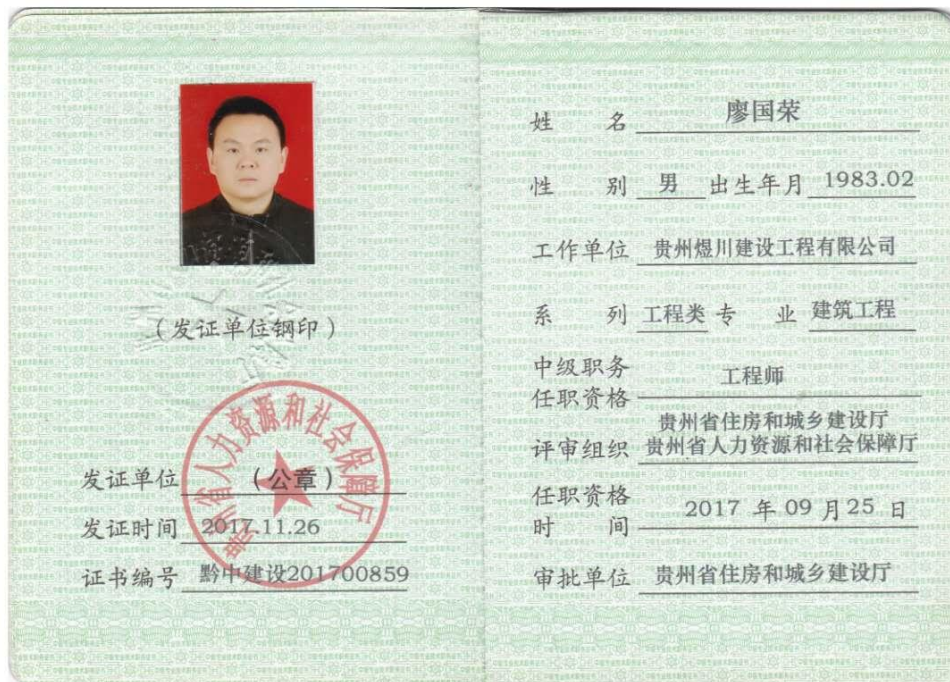 (发证单位钢印)
贵州省人力资源和社会保障厅
发证单位 (公章)
发证时间 2017.11.26
证书编号 黔中建设201700859
姓 名 廖国荣
性 别 男 出生年月 1983.02
工作单位 贵州煜川建设工程有限公司
系 列 工程类 专 业 建筑工程
中级职务
任职资格 工程师
贵州省住房和城乡建设厅
评审组织 贵州省人力资源和社会保障厅
任职资格
时 间 2017 年 09 月 25 日
审批单位 贵州省住房和城乡建设厅